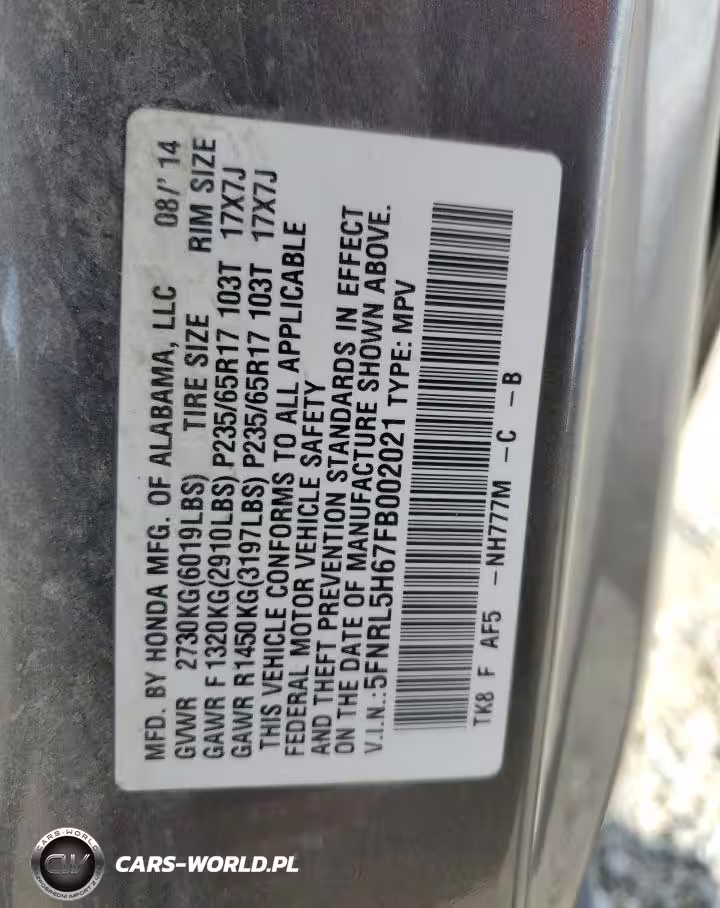 MFD. BY HONDA MFG. OF ALABAMA, LLC 08/'14
GVWR 2730KG(6019LBS) TIRE SIZE RIM SIZE
GAWR F 1320KG(2910LBS) P235/65R17 103T 17X7J
GAWR R1450KG(3197LBS) P235/65R17 103T 17X7J
THIS VEHICLE CONFORMS TO ALL APPLICABLE
FEDERAL MOTOR VEHICLE SAFETY
AND THEFT PREVENTION STANDARDS IN EFFECT
ON THE DATE OF MANUFACTURE SHOWN ABOVE.
V.I.N.:5FNRL5H67FB002021 TYPE: MPV
TK8 F AF5 -NH777M -C -B
CARS-WORLD
CW
CARS-WORLD.PL